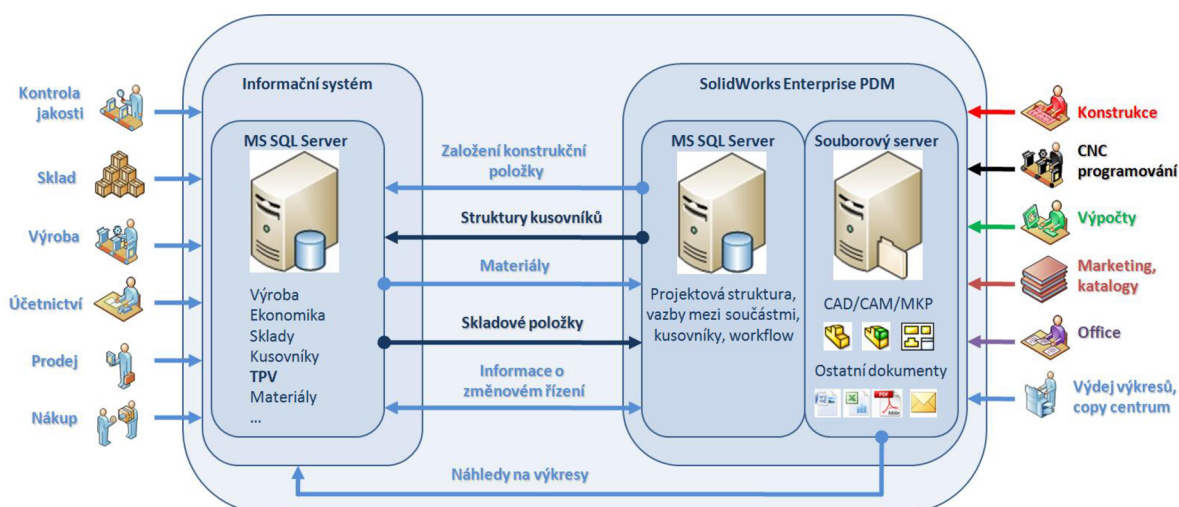 Kontrola
jakosti
Sklad
Výroba
Účetnictví
Prodej
Nákup
Informační systém
MS SQL Server
Výroba
Ekonomika
Sklady
Kusovníky
TPV
Materiály
...
Založení konstrukční
položky
Struktury kusovníků
Materiály
Skladové položky
Informace o
změnovém řízení
Náhledy na výkresy
SolidWorks Enterprise PDM
MS SQL Server
Projektová struktura,
vazby mezi součástmi,
kusovníky, workflow
Souborový server
CAD/CAM/MKP
Ostatní dokumenty
PDF
Adobe
Konstrukce
CNC
programování
Výpočty
Marketing,
katalogy
Office
Výdej výkresů,
copy centrum